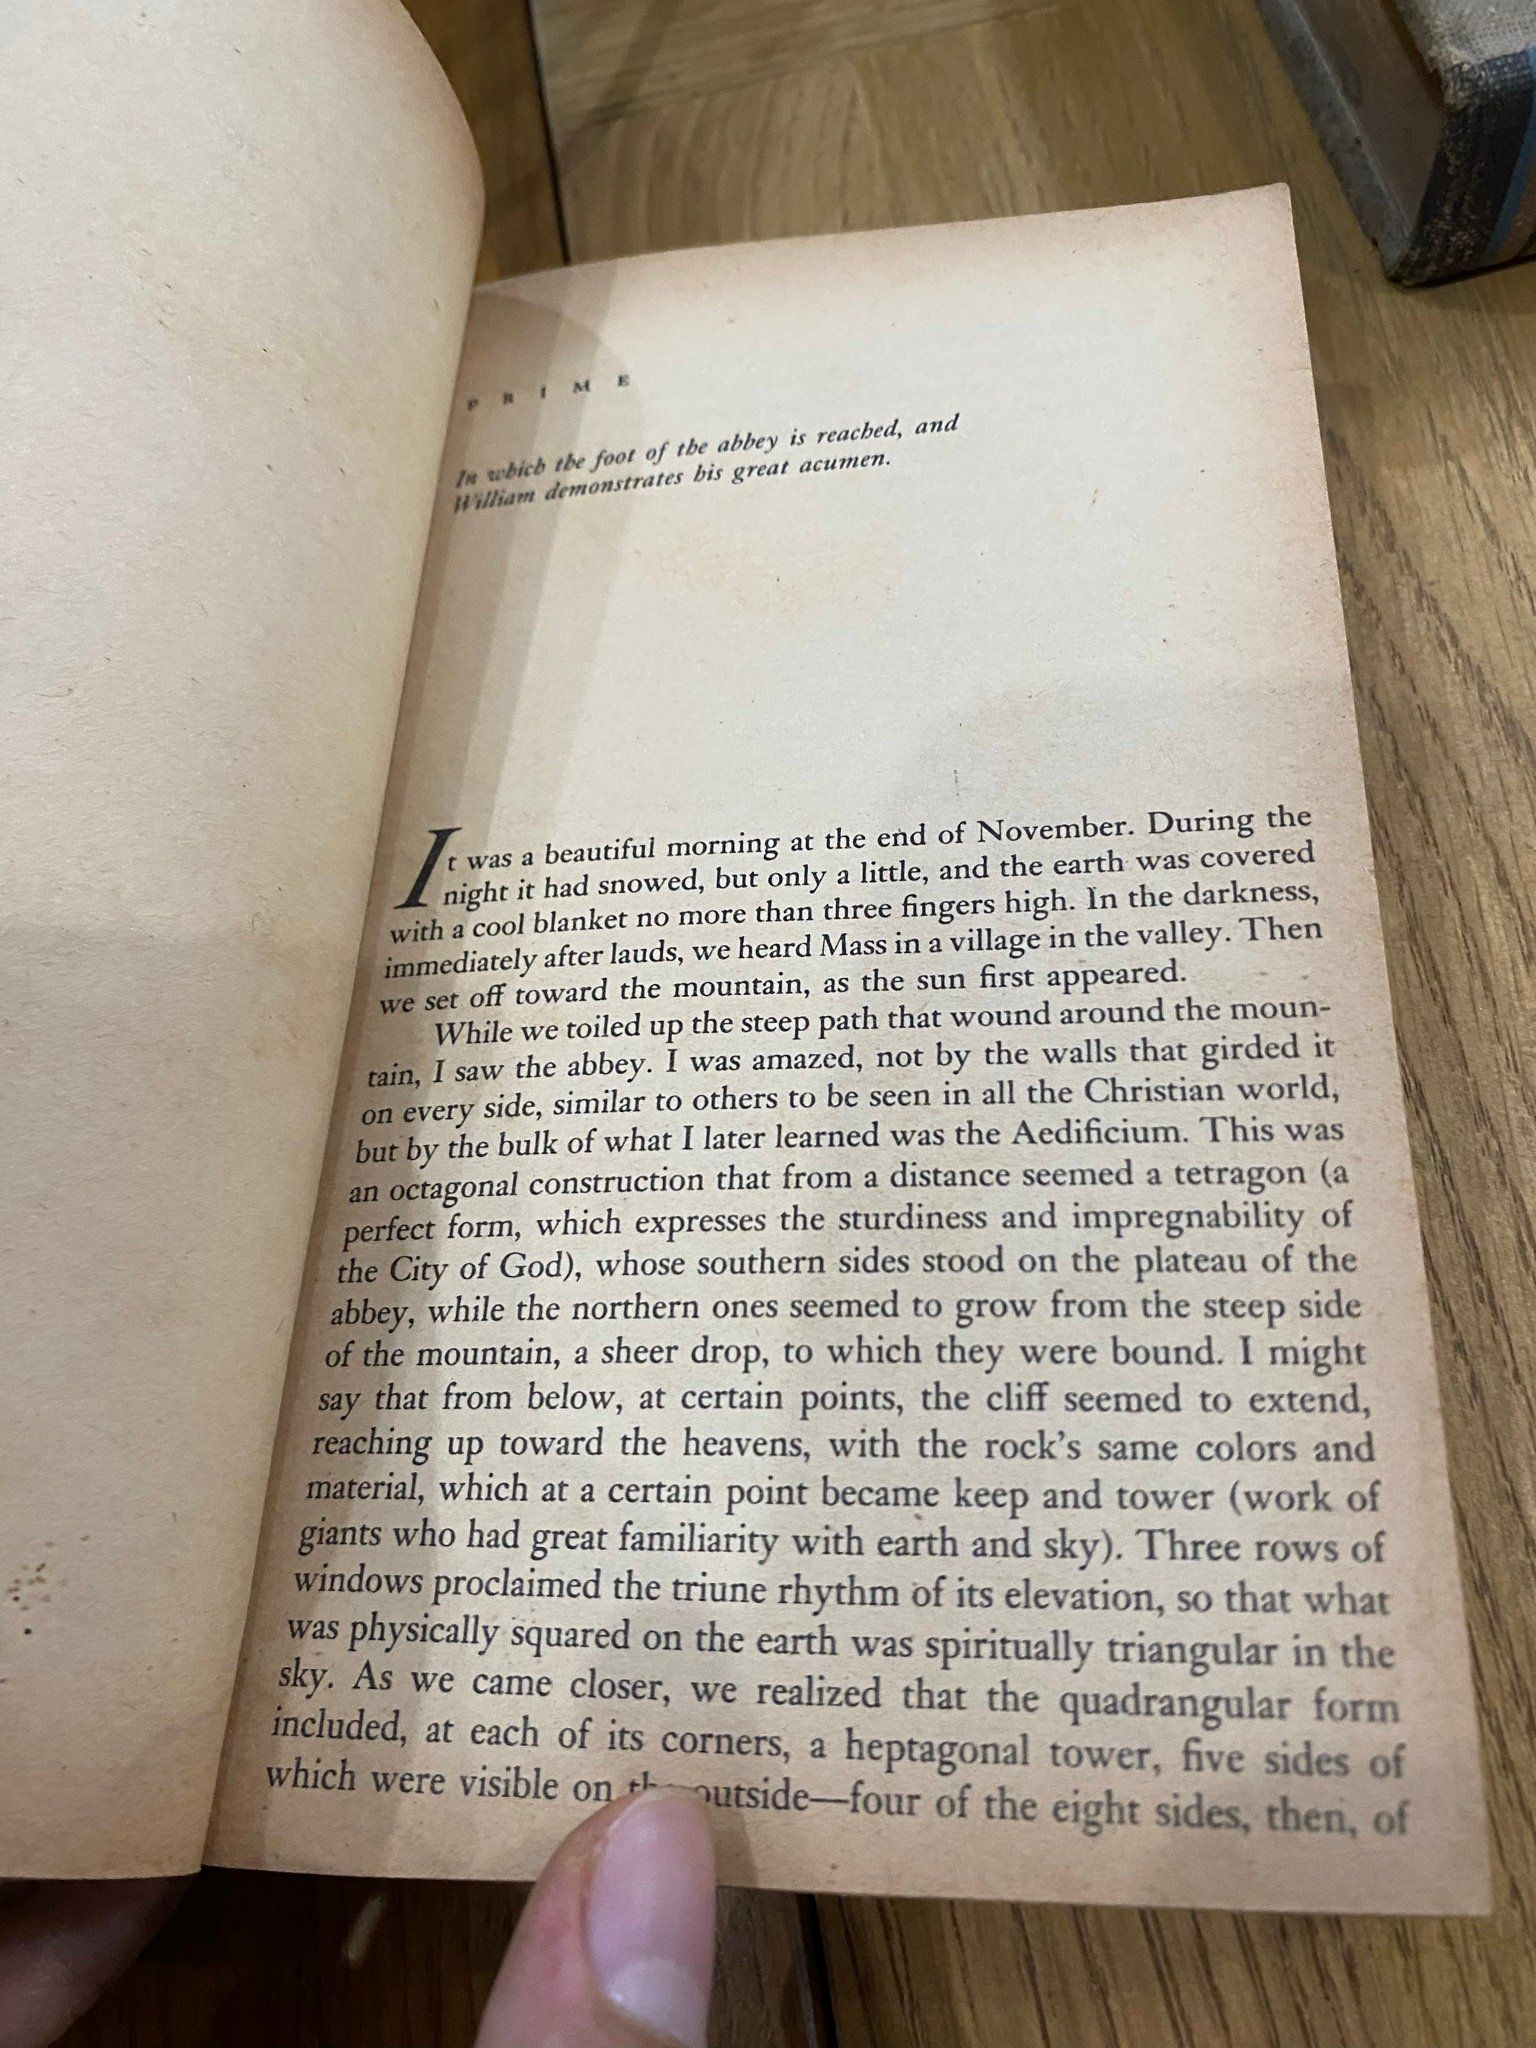 PRIME
In which the foot of the abbey is reached, and
William demonstrates his great acumen.
It was a beautiful morning at the end of November. During the
night it had snowed, but only a little, and the earth was covered
with a cool blanket no more than three fingers high. In the darkness,
immediately after lauds, we heard Mass in a village in the valley. Then
we set off toward the mountain, as the sun first appeared.
While we toiled up the steep path that wound around the moun-
tain, I saw the abbey. I was amazed, not by the walls that girded it
on every side, similar to others to be seen in all the Christian world,
but by the bulk of what I later learned was the Aedificium. This was
an octagonal construction that from a distance seemed a tetragon (a
perfect form, which expresses the sturdiness and impregnability of
the City of God), whose southern sides stood on the plateau of the
abbey, while the northern ones seemed to grow from the steep side
of the mountain, a sheer drop, to which they were bound. I might
say that from below, at certain points, the cliff seemed to extend,
reaching up toward the heavens, with the rock's same colors and
material, which at a certain point became keep and tower (work of
giants who had great familiarity with earth and sky). Three rows of
windows proclaimed the triune rhythm of its elevation, so that what
was physically squared on the earth was spiritually triangular in the
sky. As we came closer, we realized that the quadrangular form
included, at each of its corners, a heptagonal tower, five sides of
which were visible on the outside—four of the eight sides, then, of